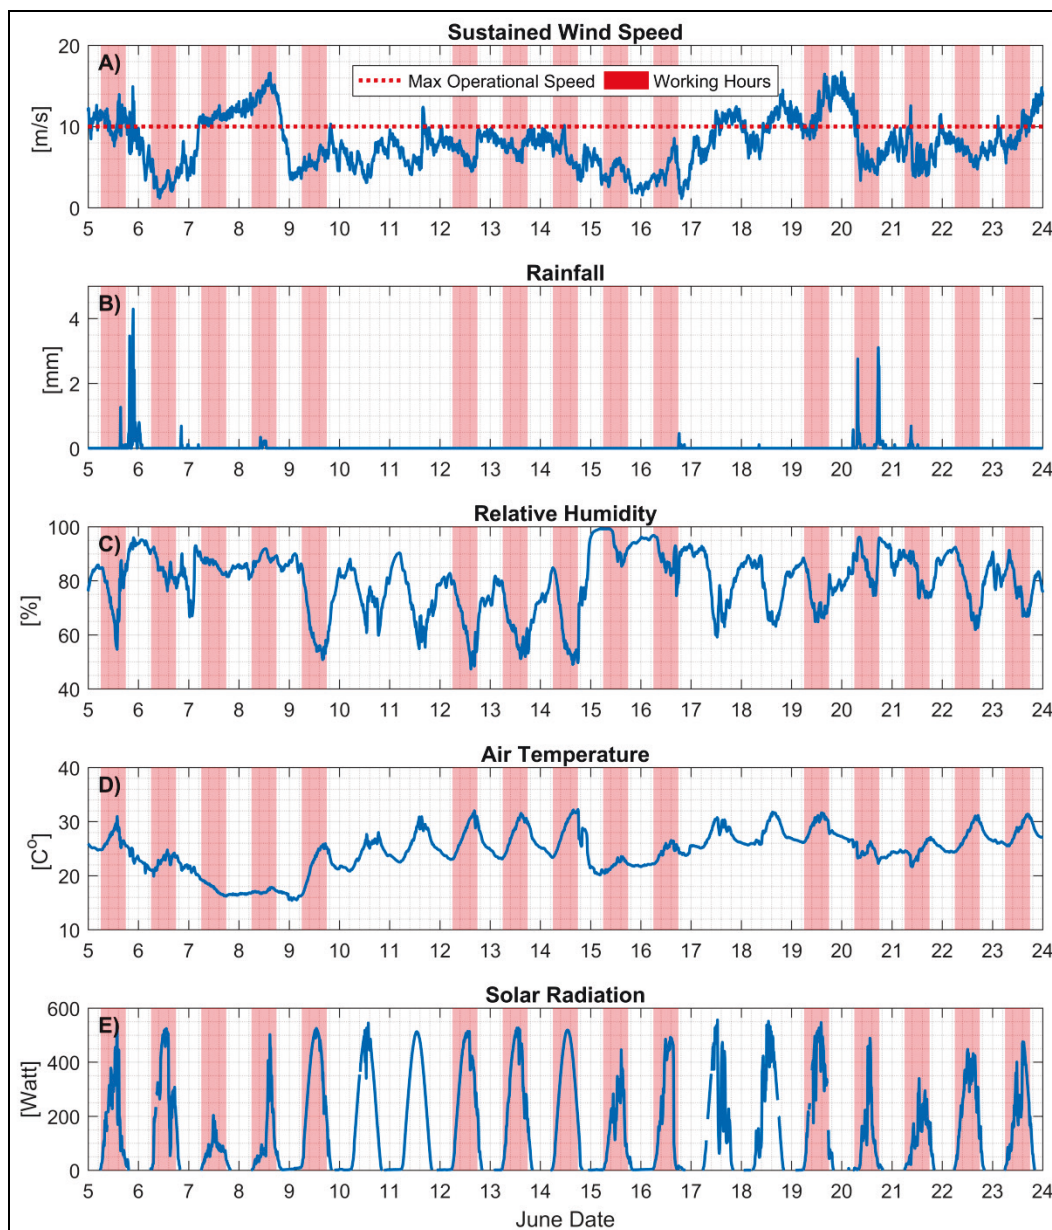 Sustained Wind Speed
A)
Max Operational Speed Working Hours
20
10
0
[m/s]
5 6 7 8 9 10 11 12 13 14 15 16 17 18 19 20 21 22 23 24
Rainfall
B)
4
2
0
[mm]
5 6 7 8 9 10 11 12 13 14 15 16 17 18 19 20 21 22 23 24
Relative Humidity
C)
100
80
60
40
[%]
5 6 7 8 9 10 11 12 13 14 15 16 17 18 19 20 21 22 23 24
Air Temperature
D)
40
30
20
10
[Cº]
5 6 7 8 9 10 11 12 13 14 15 16 17 18 19 20 21 22 23 24
Solar Radiation
E)
600
400
200
0
[Watt]
5 6 7 8 9 10 11 12 13 14 15 16 17 18 19 20 21 22 23 24
June Date